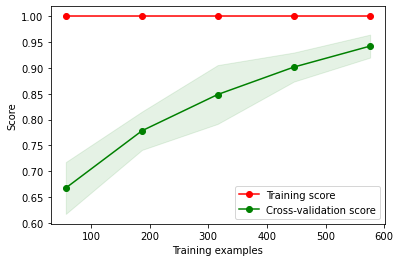 1.00
0.95
0.90
0.85
0.80
0.75
0.70
0.65
0.60
Score
Training score
Cross-validation score
100 200 300 400 500 600
Training examples